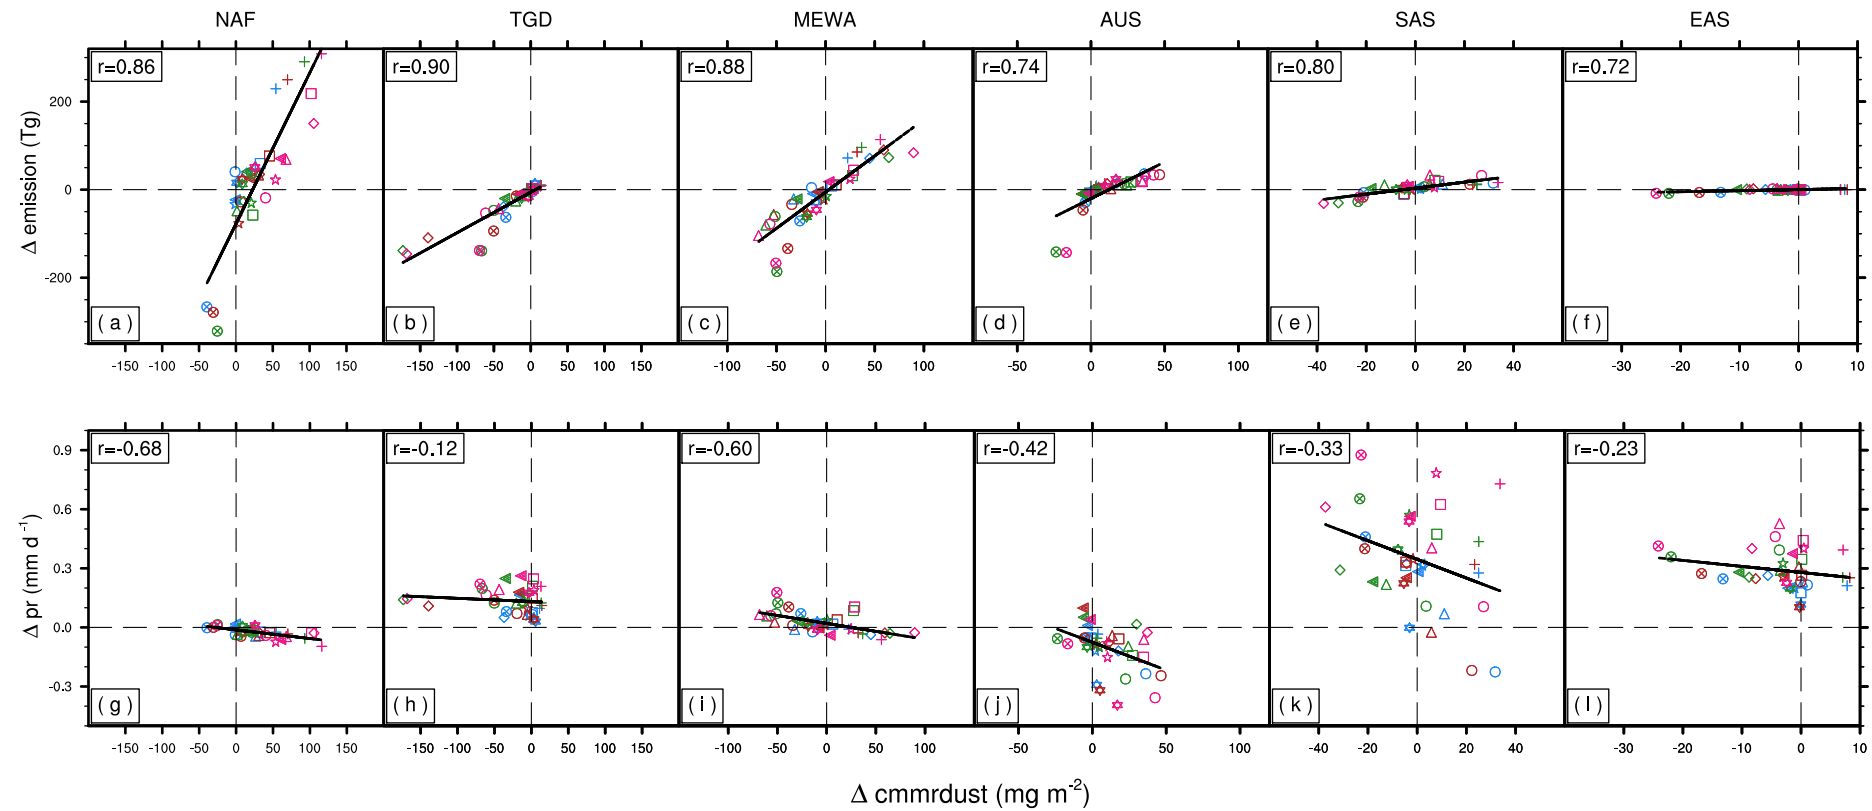 NAF TGD MEWA AUS SAS EAS
r=0.86 r=0.90 r=0.88 r=0.74 r=0.80 r=0.72
Δ emission (Tg)
200
0
-200
(a) (b) (c) (d) (e) (f)
-150 -100 -50 0 50 100 150 -150 -100 -50 0 50 100 150 -100 -50 0 50 100 -50 0 50 100 -60 -40 -20 0 20 40 -30 -20 -10 0 10
r=-0.68 r=-0.12 r=-0.60 r=-0.42 r=-0.33 r=-0.23
Δ pr (mm d⁻¹)
0.9
0.6
0.3
0.0
-0.3
(g) (h) (i) (j) (k) (l)
-150 -100 -50 0 50 100 150 -150 -100 -50 0 50 100 150 -100 -50 0 50 100 -50 0 50 100 -60 -40 -20 0 20 40 -30 -20 -10 0 10
Δ cmmrdust (mg m⁻²)